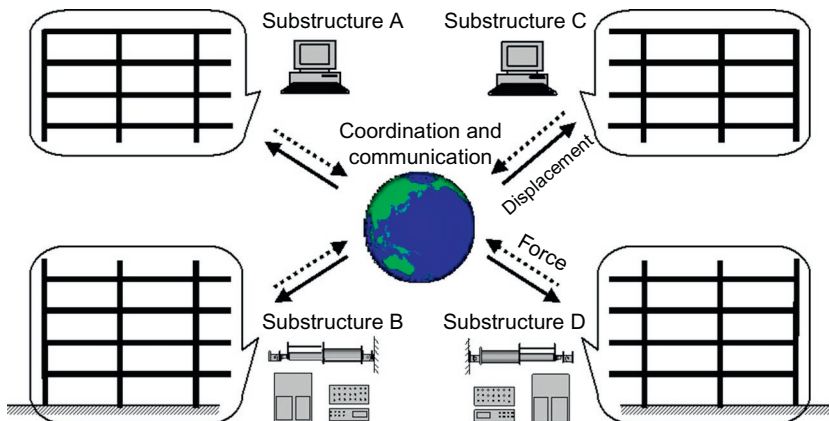 Substructure A
Substructure C
Coordination and
communication
Displacement
Force
Substructure B
Substructure D